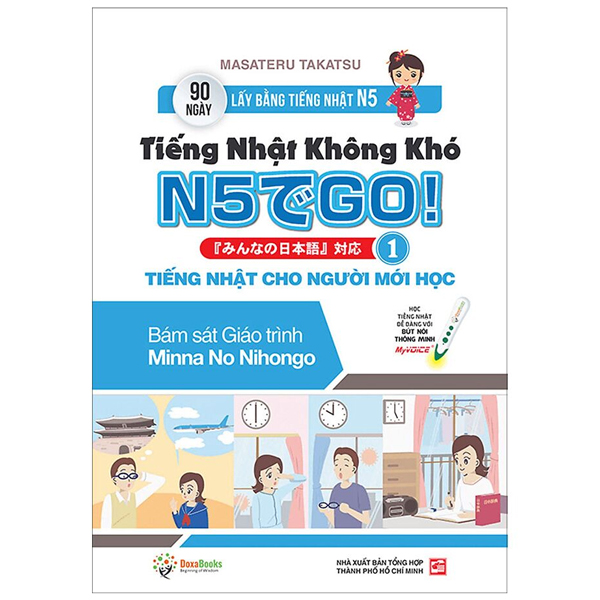 MASATERU TAKATSU
90 NGÀY
LẤY BẰNG TIẾNG NHẬT N5
Tiếng Nhật Không Khó
N5でGO!
『みんなの日本語』対応 1
TIẾNG NHẬT CHO NGƯỜI MỚI HỌC
Bám sát Giáo trình
Minna No Nihongo
HỌC
TIẾNG NHẬT
DỄ DÀNG VỚI
BÚT NÓI
THÔNG MINH
MyVOICE
DoxaBooks
Beginning of Wisdom
NHÀ XUẤT BẢN TỔNG HỢP
THÀNH PHỐ HỒ CHÍ MINH